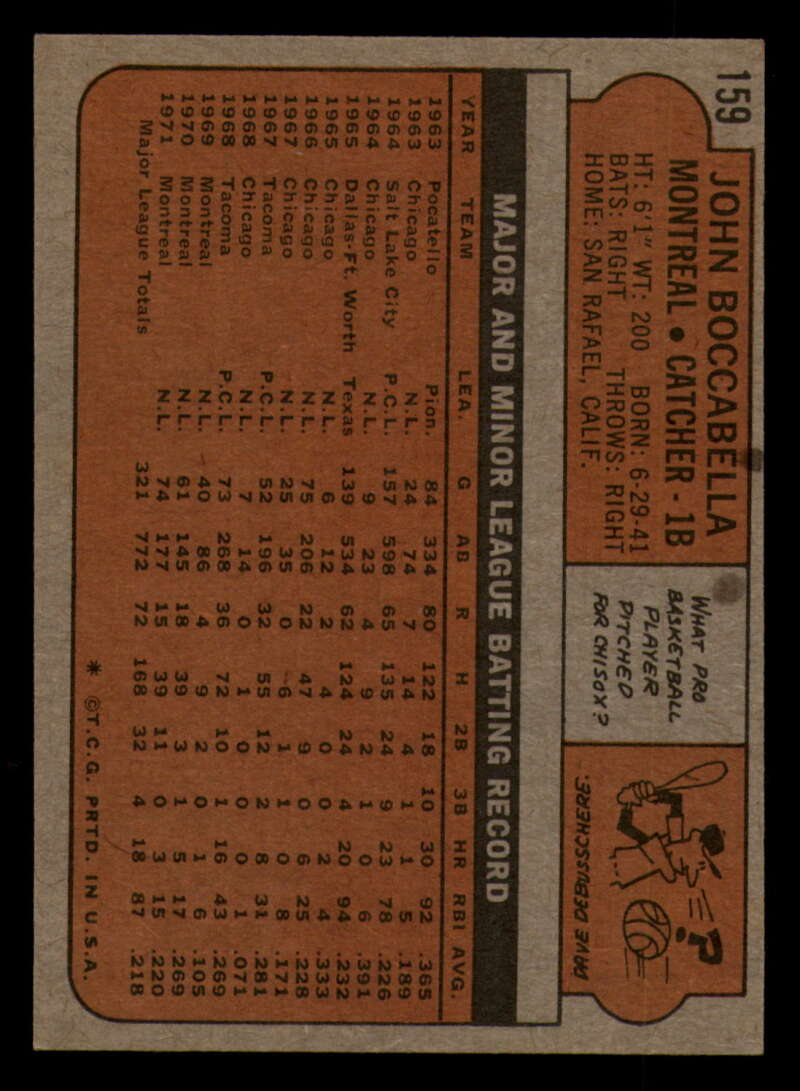 159
JOHN BOCCABELLA
MONTREAL • CATCHER - 1B
HT: 6'1" WT: 200 BORN: 6-29-41
BATS: RIGHT THROWS: RIGHT
HOME: SAN RAFAEL, CALIF.
WHAT PRO
BASKETBALL
PLAYER
PITCHED
FOR CHISOX?
?
DAVE DEBUSSCHERE.
MAJOR AND MINOR LEAGUE BATTING RECORD
YEAR TEAM LEA. G AB R H 2B 3B HR RBI AVG.
1963 Pocatello Pion. 84 334 80 122 18 10 30 92 .365
1963 Chicago N.L. 24 74 7 14 4 1 1 5 .189
1964 Salt Lake City P.C.L. 157 598 65 135 24 9 23 78 .226
1964 Chicago N.L. 9 23 4 9 2 1 0 6 .391
1965 Dallas-Ft. Worth Texas 139 534 62 124 24 4 20 94 .232
1965 Chicago N.L. 6 12 2 4 0 0 2 4 .333
1966 Chicago N.L. 75 206 22 47 9 0 6 25 .228
1967 Chicago N.L. 25 35 0 6 1 1 0 8 .171
1967 Tacoma P.C.L. 52 196 32 55 12 2 8 31 .281
1968 Chicago N.L. 7 14 0 1 0 0 0 1 .071
1968 Tacoma P.C.L. 73 268 36 72 10 1 16 43 .269
1969 Montreal N.L. 40 86 4 9 2 0 1 6 .105
1970 Montreal N.L. 61 145 18 39 3 1 5 17 .269
1971 Montreal N.L. 74 177 15 39 11 0 3 15 .220
Major League Totals 321 772 72 168 32 4 18 87 .218
* ©T.C.G. PRTD. IN U.S.A.